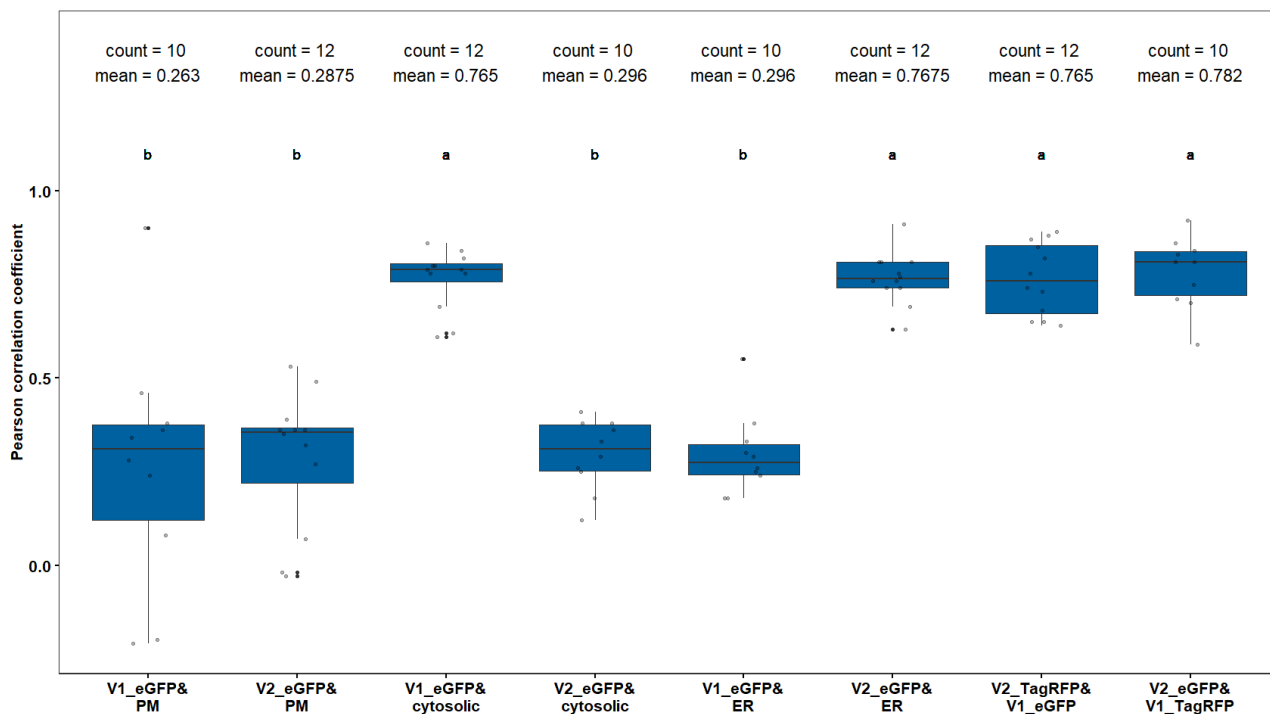 count = 10 count = 12 count = 12 count = 10 count = 10 count = 12 count = 12 count = 10
mean = 0.263 mean = 0.2875 mean = 0.765 mean = 0.296 mean = 0.296 mean = 0.7675 mean = 0.765 mean = 0.782
b b a b b a a a
Pearson correlation coefficient
1.0
0.5
0.0
V1_eGFP& V2_eGFP& V1_eGFP& V2_eGFP& V1_eGFP& V2_eGFP& V2_TagRFP& V2_eGFP&
PM PM cytosolic cytosolic ER ER V1_eGFP V1_TagRFP